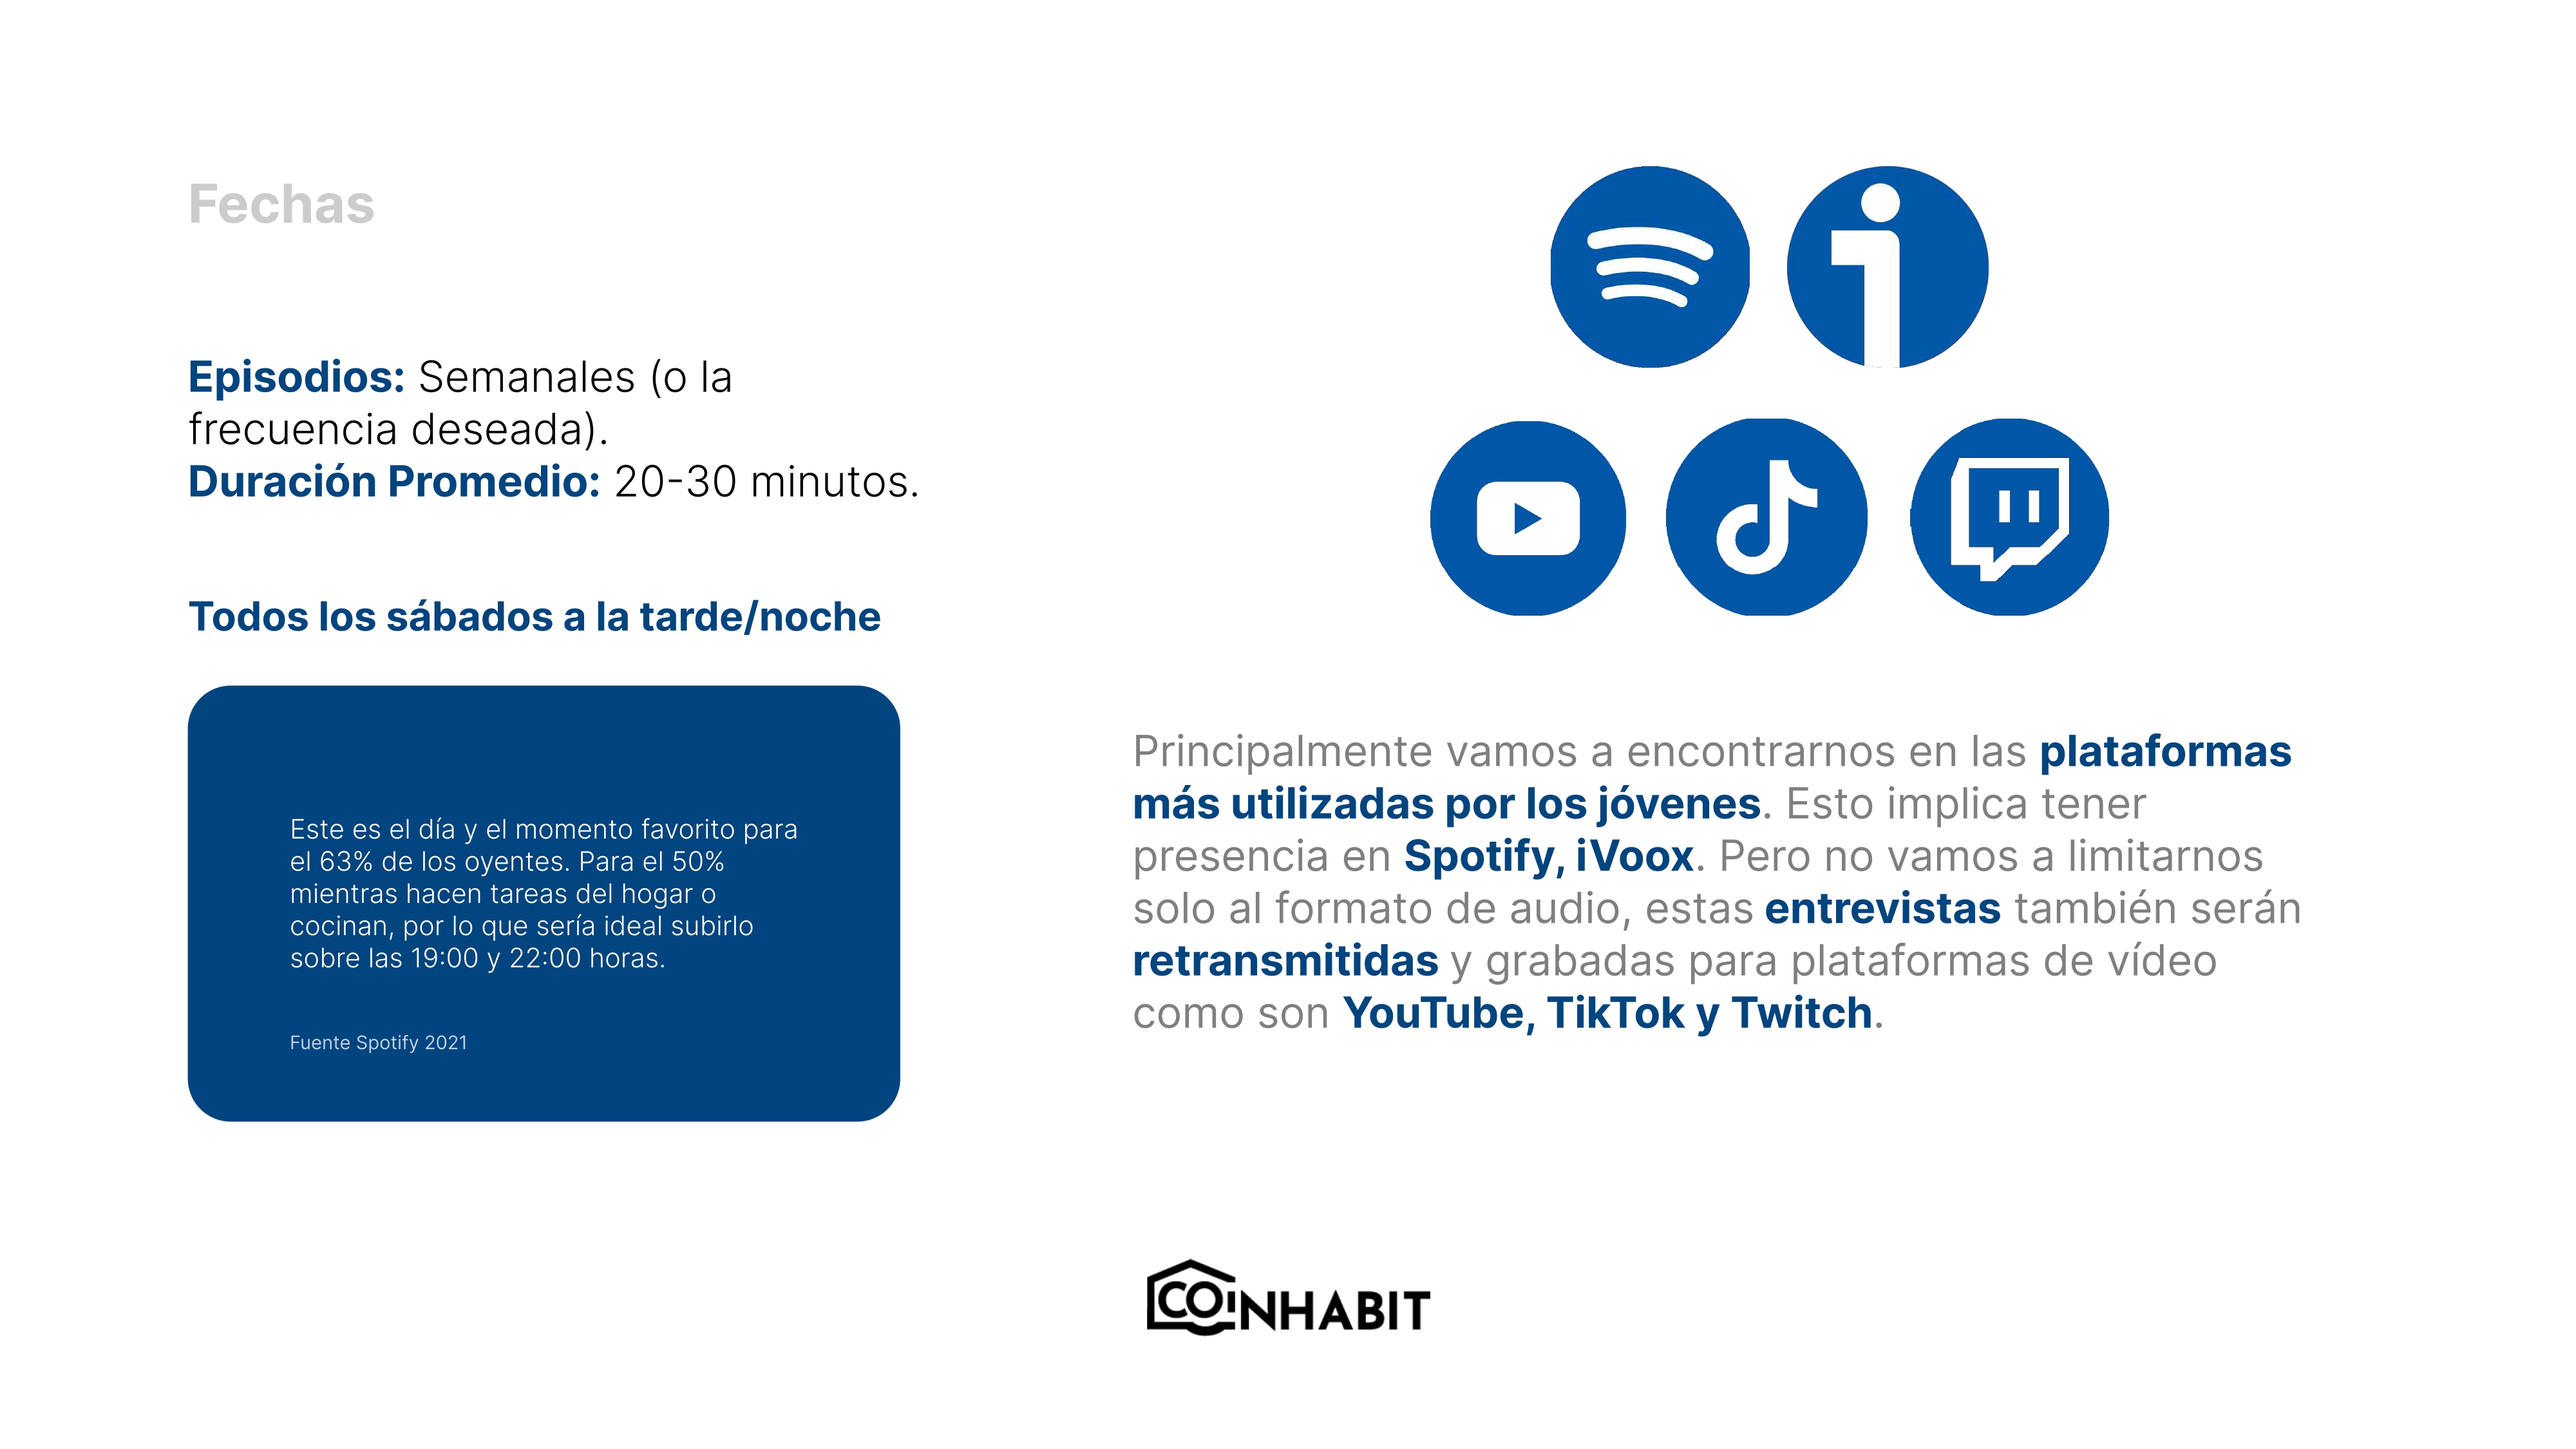 Fechas
Episodios: Semanales (o la
frecuencia deseada).
Duración Promedio: 20-30 minutos.
Todos los sábados a la tarde/noche
Este es el día y el momento favorito para
el 63% de los oyentes. Para el 50%
mientras hacen tareas del hogar o
cocinan, por lo que sería ideal subirlo
sobre las 19:00 y 22:00 horas.
Fuente Spotify 2021
Principalmente vamos a encontrarnos en las plataformas
más utilizadas por los jóvenes. Esto implica tener
presencia en Spotify, iVoox. Pero no vamos a limitarnos
solo al formato de audio, estas entrevistas también serán
retransmitidas y grabadas para plataformas de vídeo
como son YouTube, TikTok y Twitch.
COINHABIT